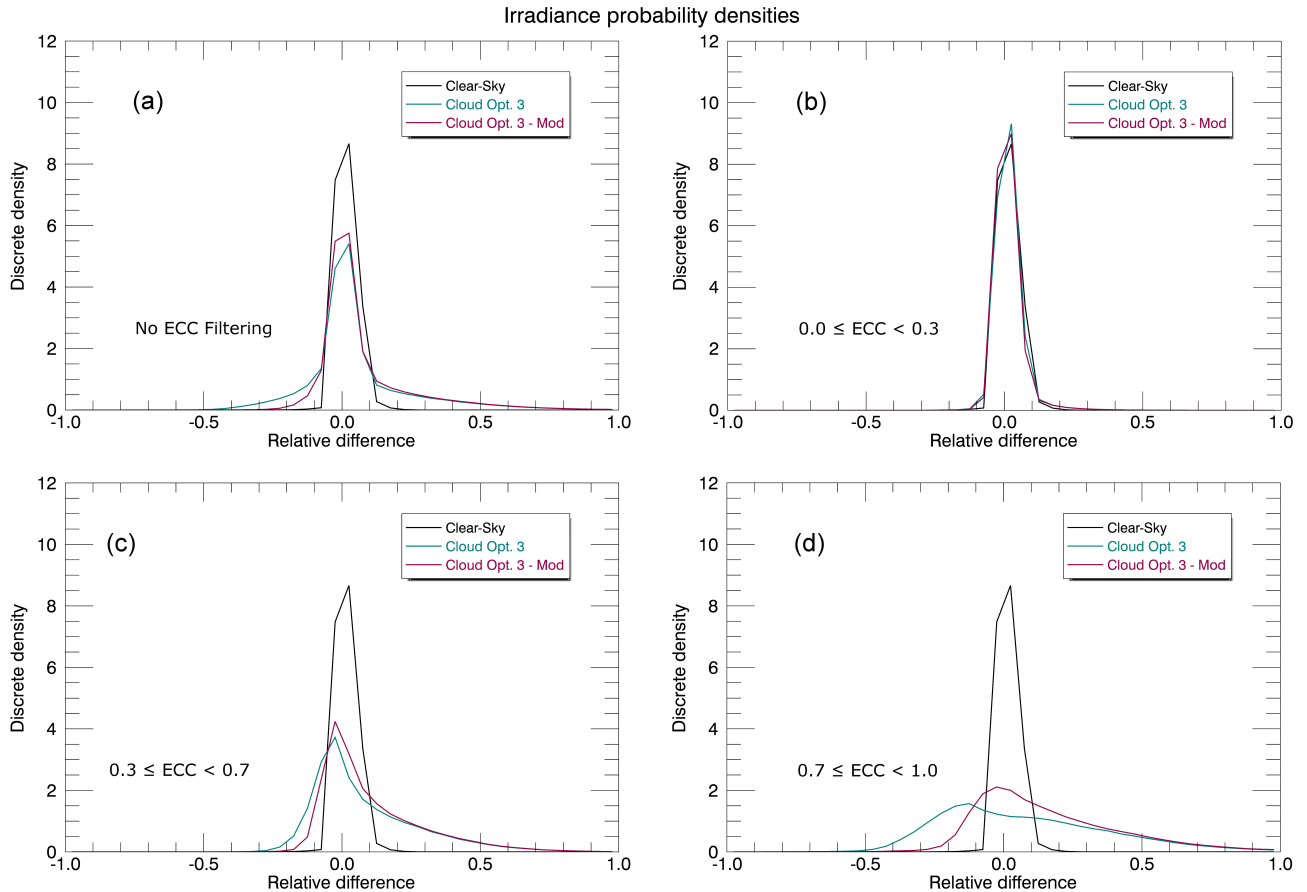 Irradiance probability densities
12
10
8
6
4
2
0
-1.0
-0.5
0.0
0.5
1.0
Discrete density
Relative difference
(a)
Clear-Sky
Cloud Opt. 3
Cloud Opt. 3 - Mod
No ECC Filtering
12
10
8
6
4
2
0
-1.0
-0.5
0.0
0.5
1.0
Discrete density
Relative difference
(b)
Clear-Sky
Cloud Opt. 3
Cloud Opt. 3 - Mod
0.0 ≤ ECC < 0.3
12
10
8
6
4
2
0
-1.0
-0.5
0.0
0.5
1.0
Discrete density
Relative difference
(c)
Clear-Sky
Cloud Opt. 3
Cloud Opt. 3 - Mod
0.3 ≤ ECC < 0.7
12
10
8
6
4
2
0
-1.0
-0.5
0.0
0.5
1.0
Discrete density
Relative difference
(d)
Clear-Sky
Cloud Opt. 3
Cloud Opt. 3 - Mod
0.7 ≤ ECC < 1.0